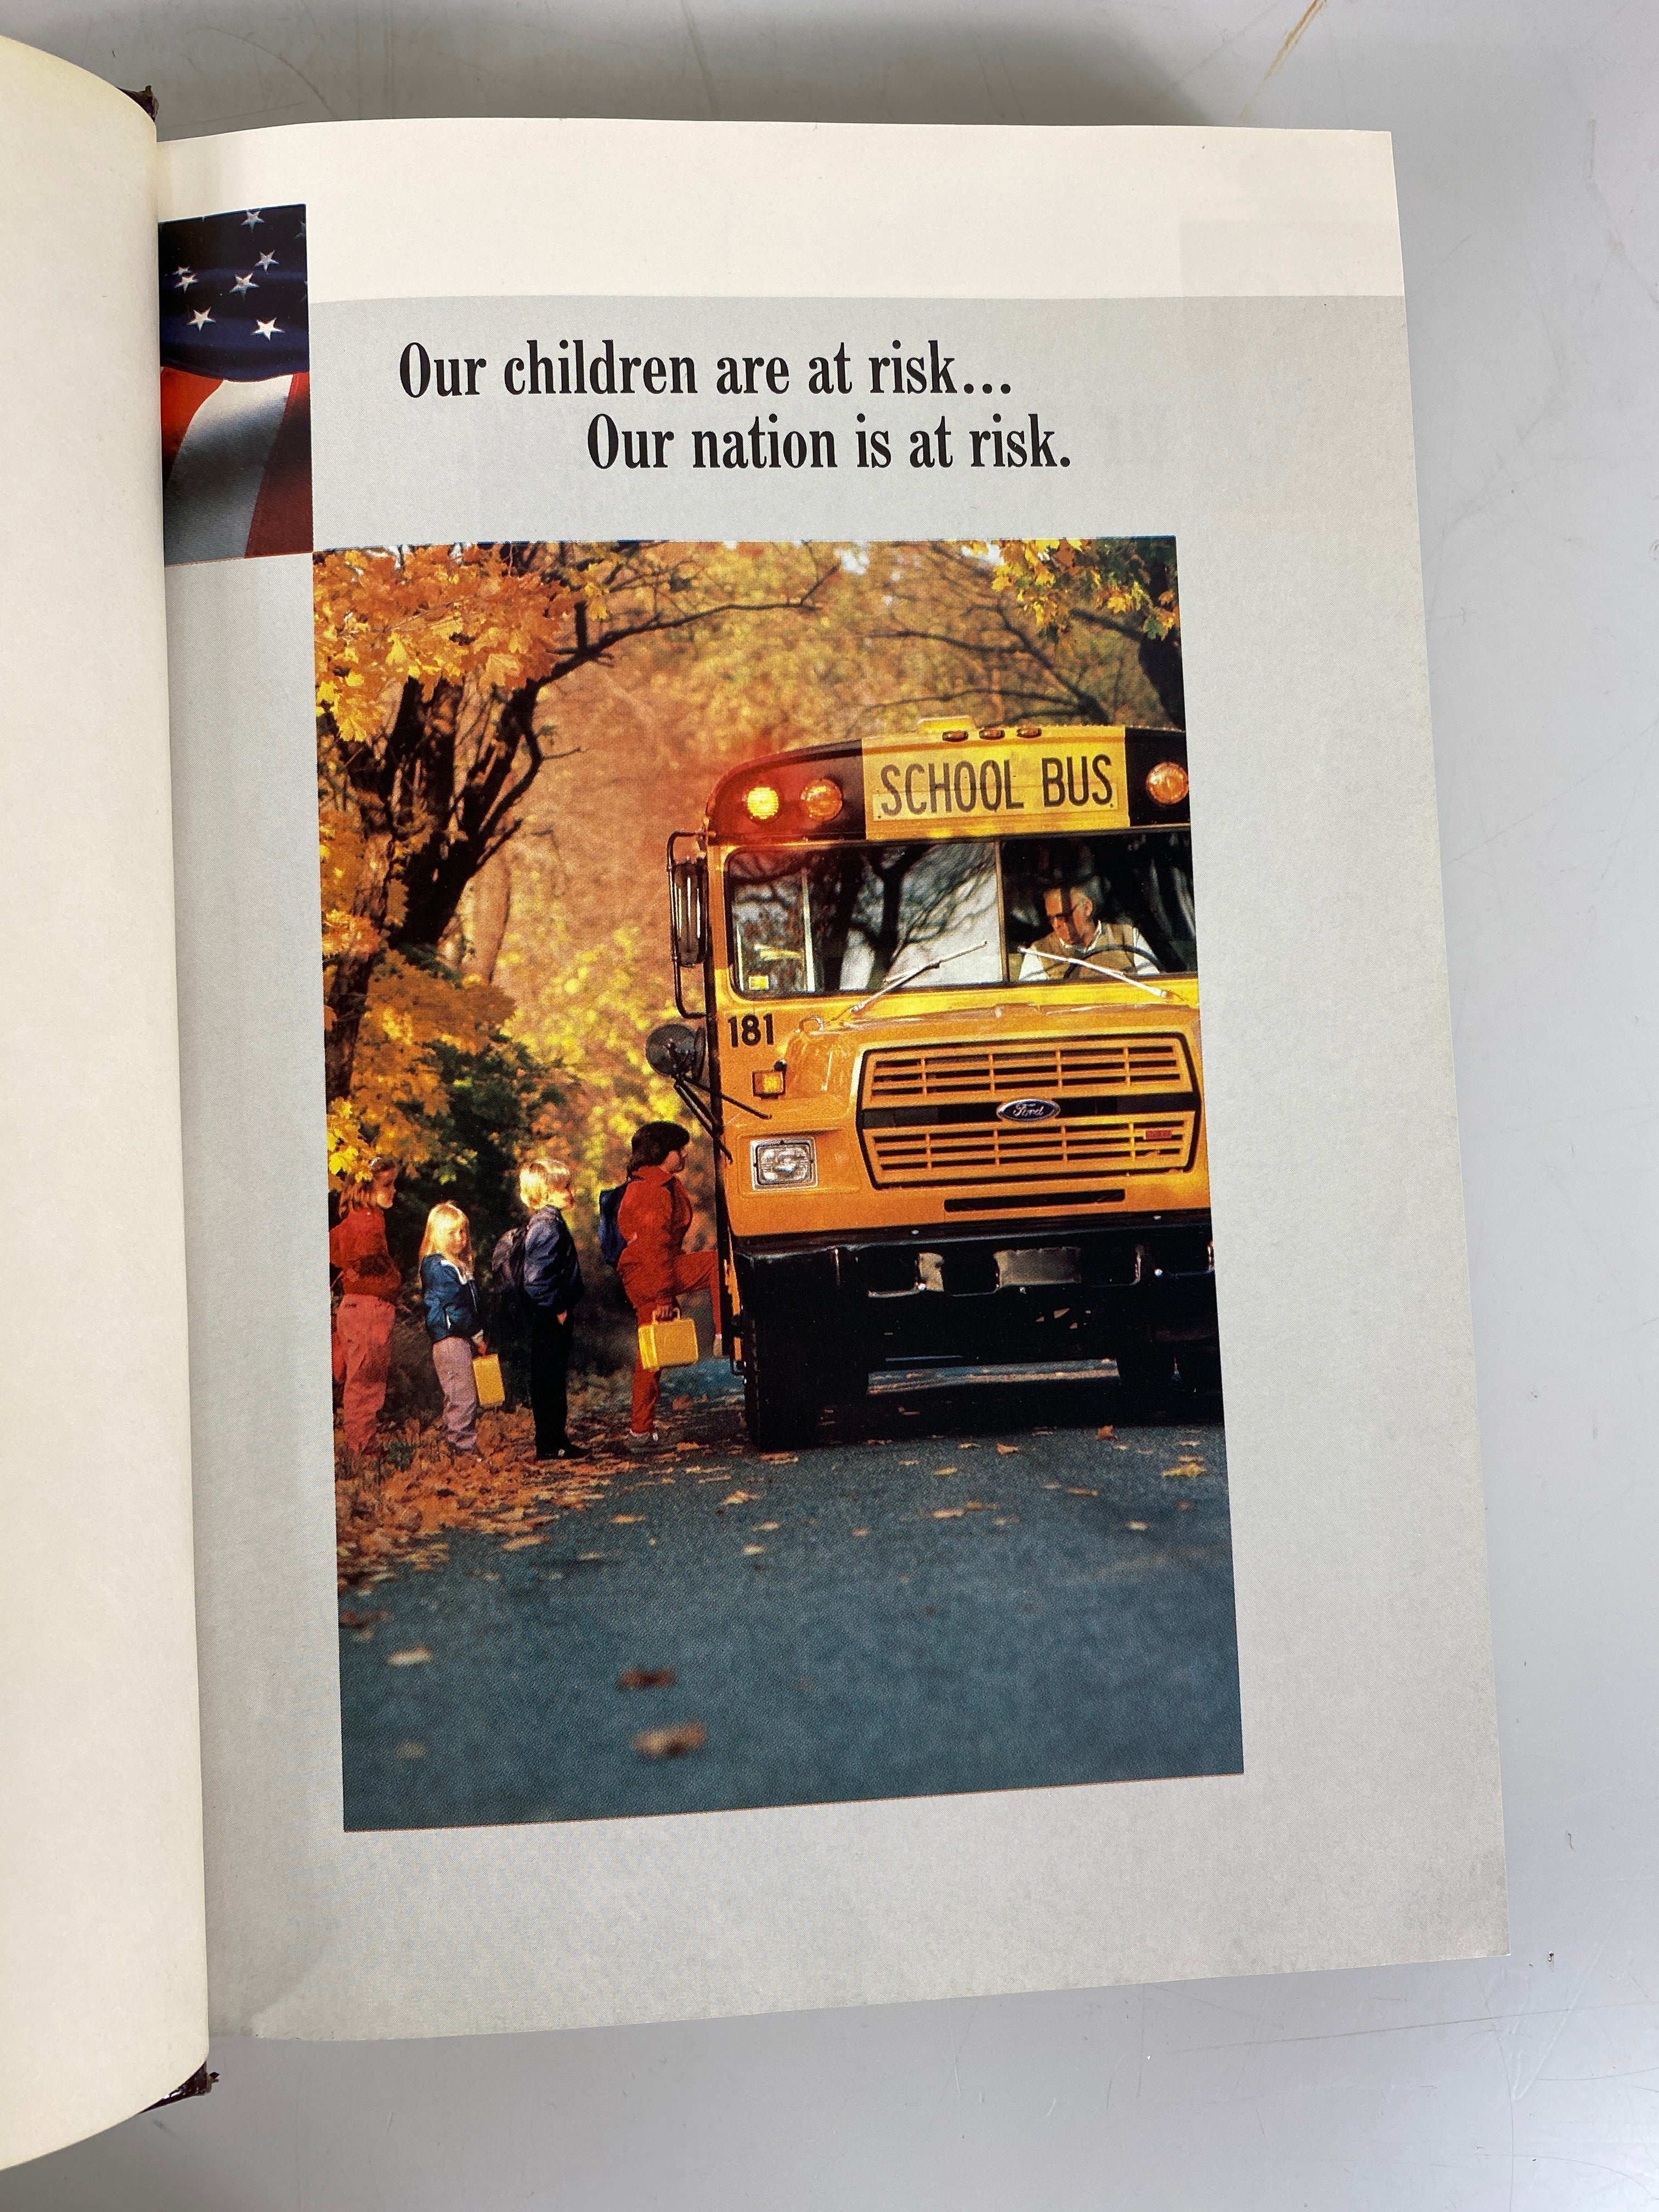 Our children are at risk...
Our nation is at risk.
SCHOOL BUS
181
Ford